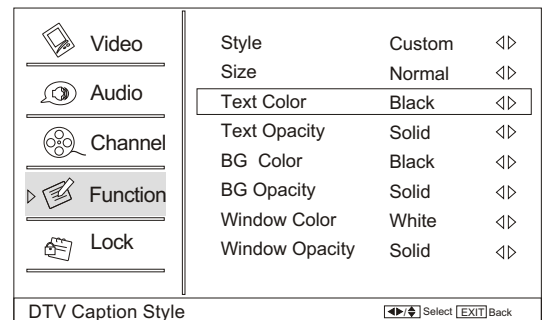 Video
Audio
Channel
Function
Lock
Style Custom
Size Normal
Text Color Black
Text Opacity Solid
BG Color Black
BG Opacity Solid
Window Color White
Window Opacity Solid
DTV Caption Style Select EXIT Back